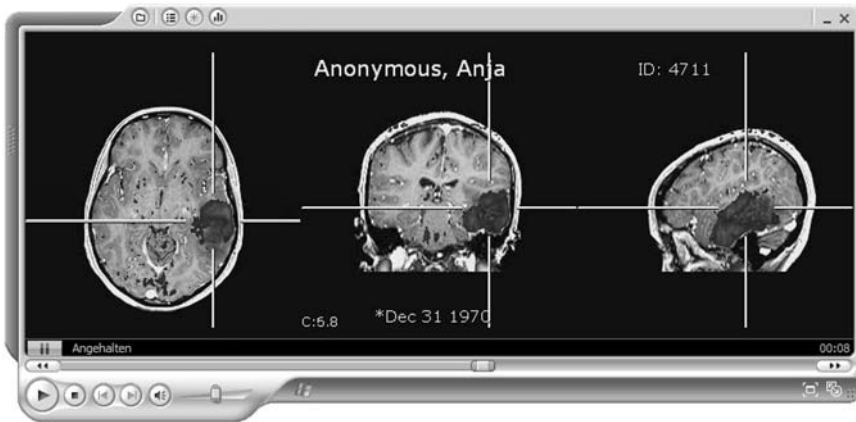 Anonymous, Anja
ID: 4711
C:5.8
*Dec 31 1970
Angehalten
00:08